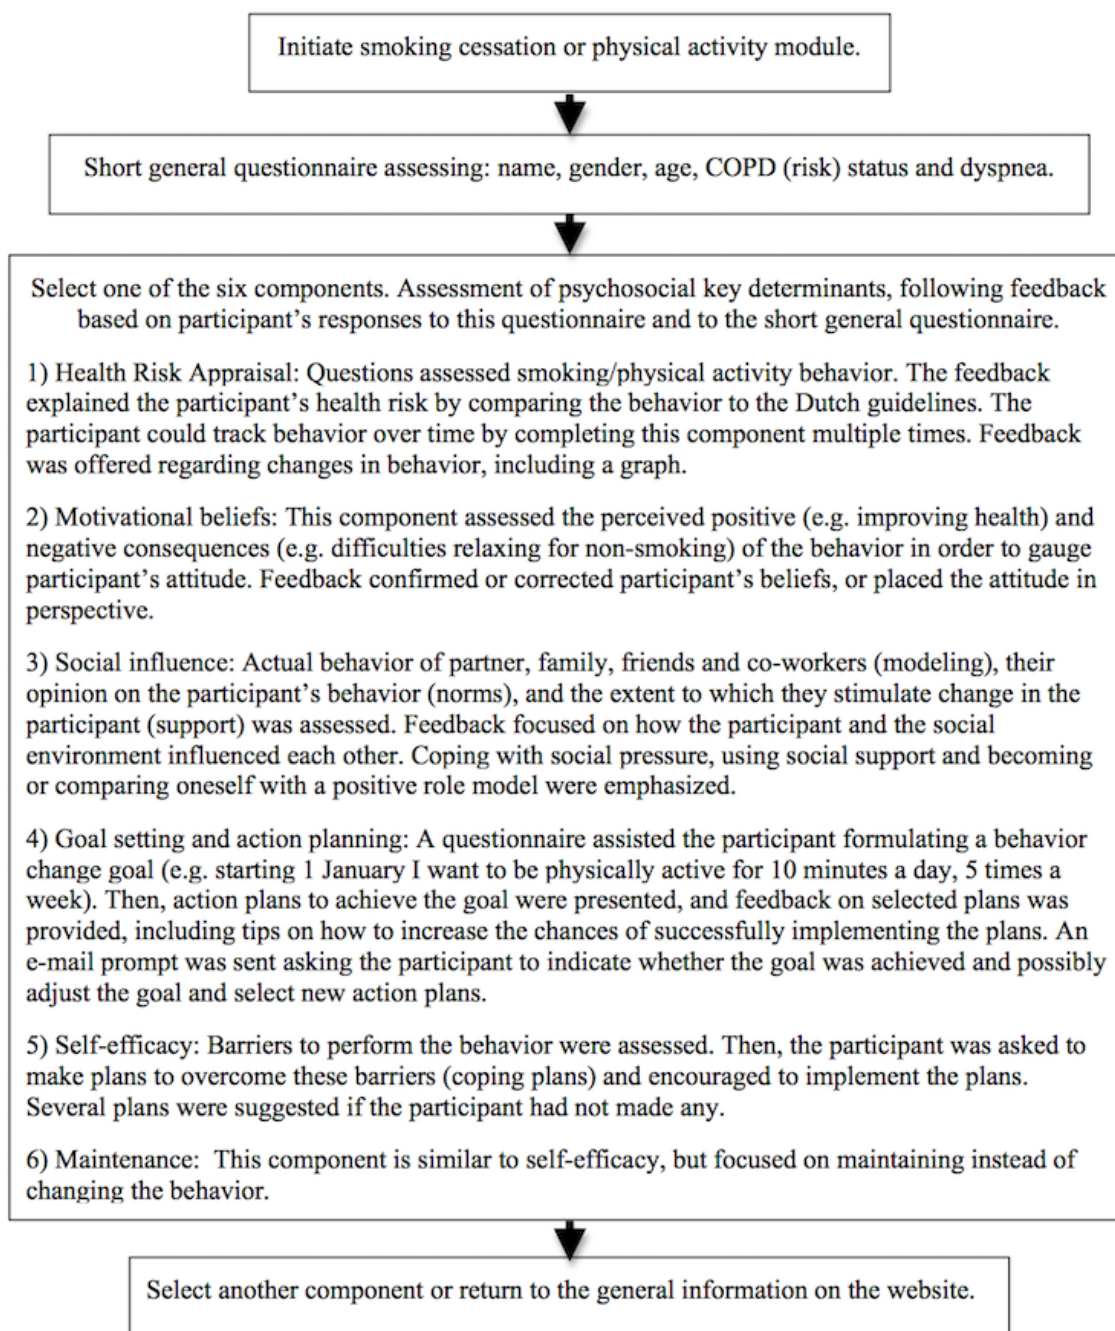 Initiate smoking cessation or physical activity module.
Short general questionnaire assessing: name, gender, age, COPD (risk) status and dyspnea.
Select one of the six components. Assessment of psychosocial key determinants, following feedback
based on participant’s responses to this questionnaire and to the short general questionnaire.
1) Health Risk Appraisal: Questions assessed smoking/physical activity behavior. The feedback
explained the participant’s health risk by comparing the behavior to the Dutch guidelines. The
participant could track behavior over time by completing this component multiple times. Feedback
was offered regarding changes in behavior, including a graph.
2) Motivational beliefs: This component assessed the perceived positive (e.g. improving health) and
negative consequences (e.g. difficulties relaxing for non-smoking) of the behavior in order to gauge
participant’s attitude. Feedback confirmed or corrected participant’s beliefs, or placed the attitude in
perspective.
3) Social influence: Actual behavior of partner, family, friends and co-workers (modeling), their
opinion on the participant’s behavior (norms), and the extent to which they stimulate change in the
participant (support) was assessed. Feedback focused on how the participant and the social
environment influenced each other. Coping with social pressure, using social support and becoming
or comparing oneself with a positive role model were emphasized.
4) Goal setting and action planning: A questionnaire assisted the participant formulating a behavior
change goal (e.g. starting 1 January I want to be physically active for 10 minutes a day, 5 times a
week). Then, action plans to achieve the goal were presented, and feedback on selected plans was
provided, including tips on how to increase the chances of successfully implementing the plans. An
e-mail prompt was sent asking the participant to indicate whether the goal was achieved and possibly
adjust the goal and select new action plans.
5) Self-efficacy: Barriers to perform the behavior were assessed. Then, the participant was asked to
make plans to overcome these barriers (coping plans) and encouraged to implement the plans.
Several plans were suggested if the participant had not made any.
6) Maintenance: This component is similar to self-efficacy, but focused on maintaining instead of
changing the behavior.
Select another component or return to the general information on the website.